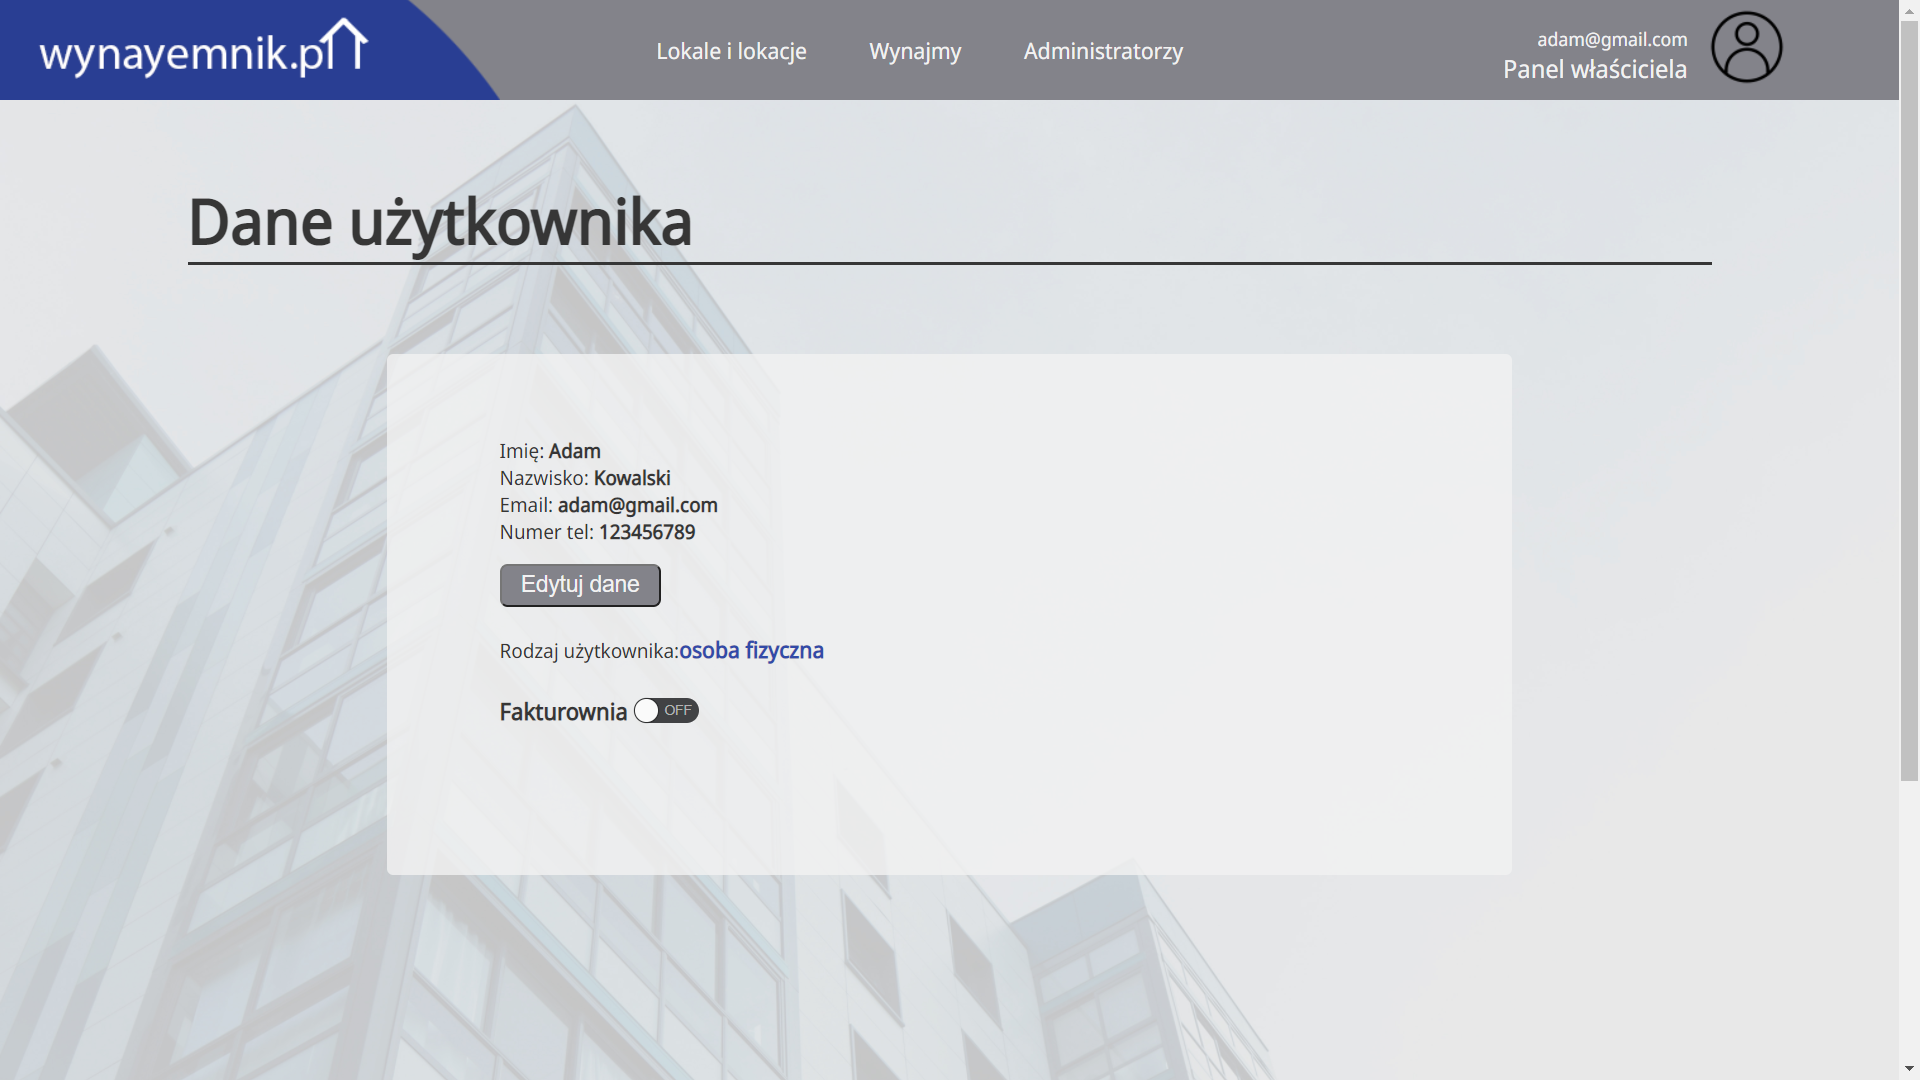 wynayemnik.pl
Lokale i lokacje
Wynajmy
Administratorzy
adam@gmail.com
Panel właściciela
Dane użytkownika
Imię: Adam
Nazwisko: Kowalski
Email: adam@gmail.com
Numer tel: 123456789
Edytuj dane
Rodzaj użytkownika:osoba fizyczna
Fakturownia OFF